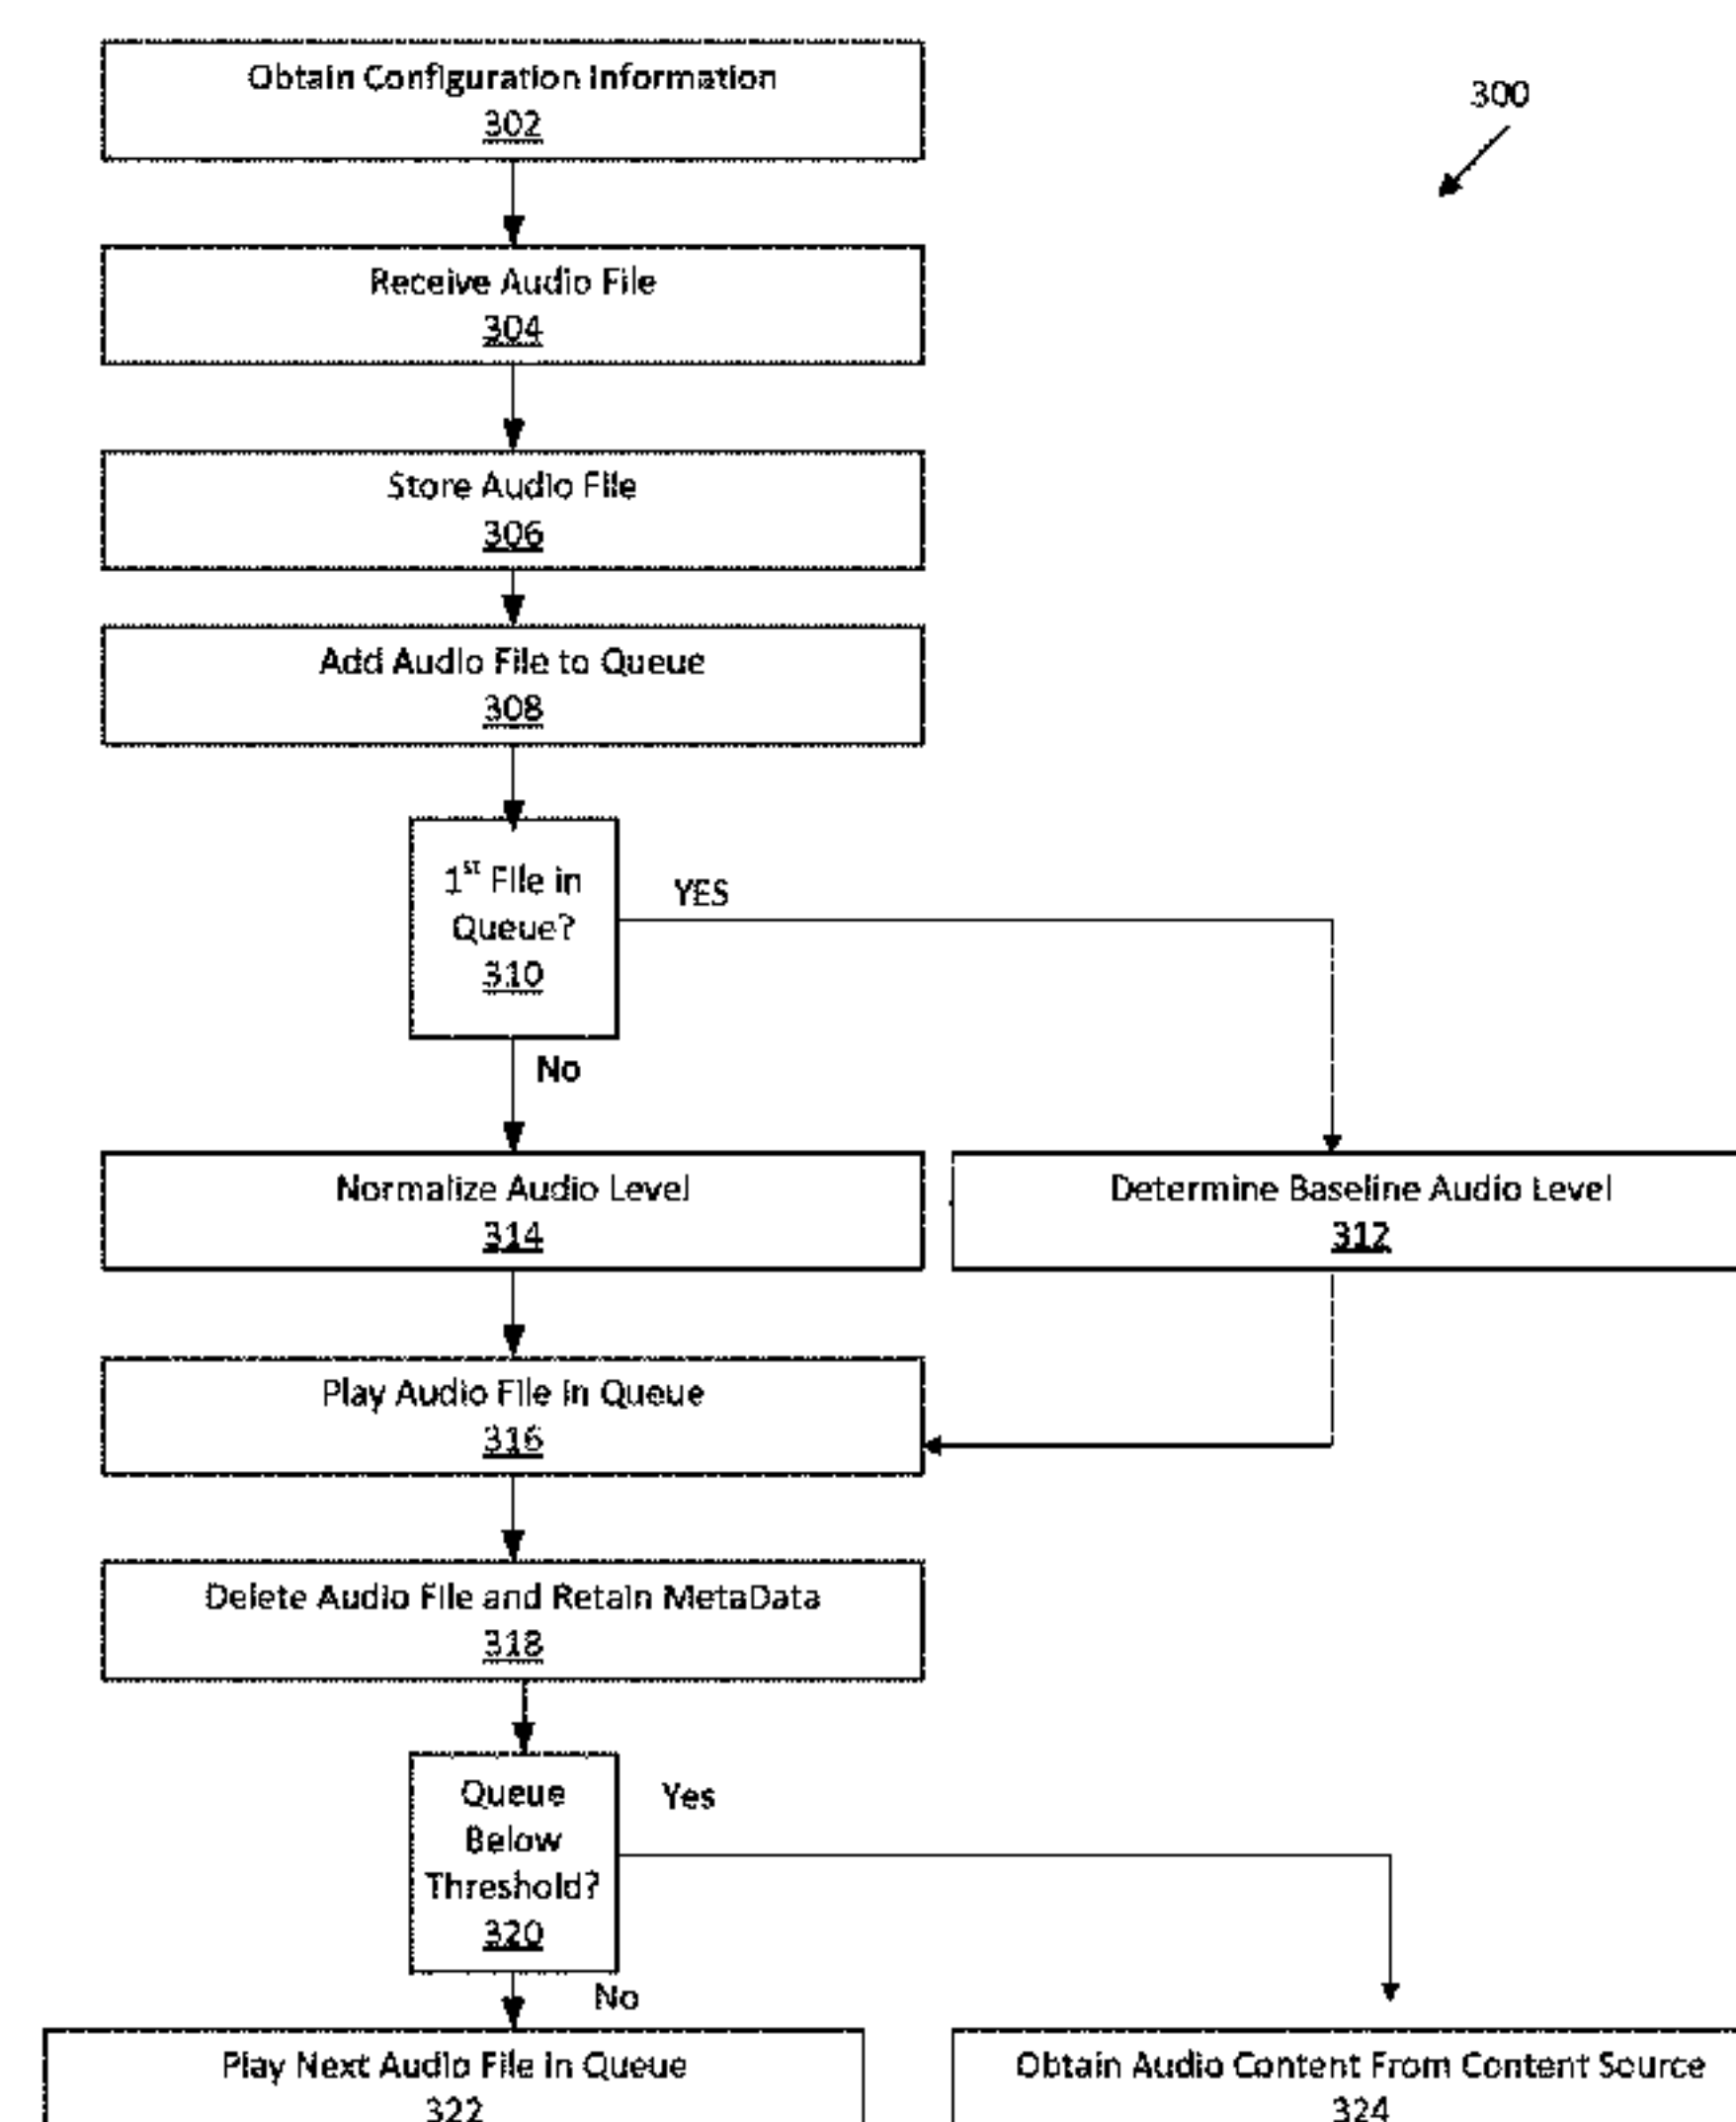 Obtain Configuration Information
302
300
Receive Audio File
304
Store Audio File
306
Add Audio File to Queue
308
1st File in
Queue?
310
YES
No
Normalize Audio Level
314
Determine Baseline Audio Level
312
Play Audio File in Queue
316
Delete Audio File and Retain MetaData
318
Queue
Below
Threshold?
320
Yes
No
Play Next Audio File in Queue
322
Obtain Audio Content From Content Source
324